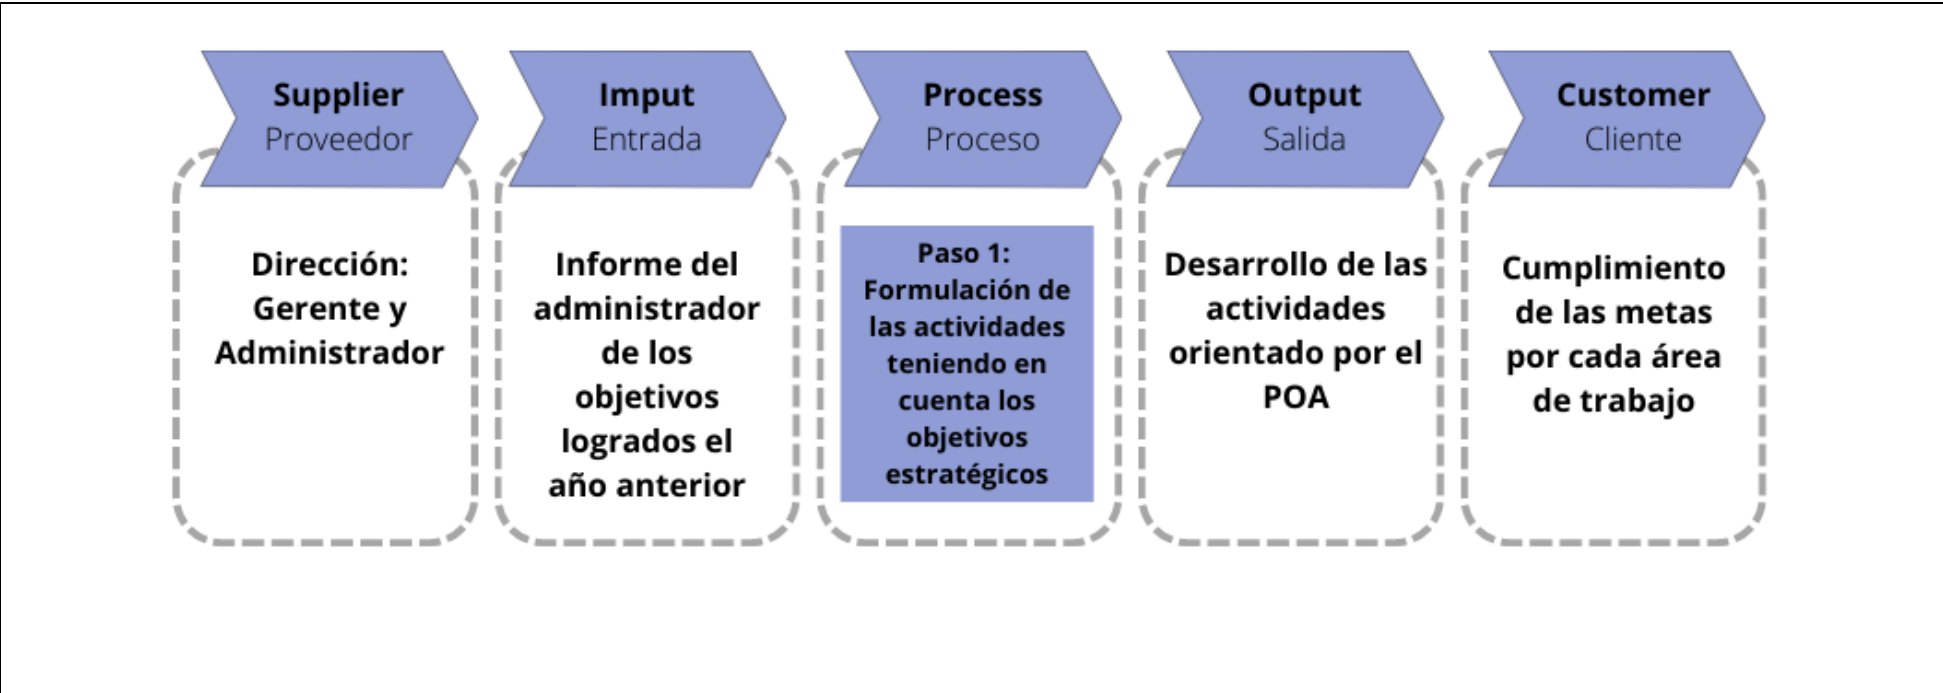 Supplier
Proveedor
Imput
Entrada
Process
Proceso
Output
Salida
Customer
Cliente
Dirección:
Gerente y
Administrador
Informe del
administrador
de los
objetivos
logrados el
año anterior
Paso 1:
Formulación de
las actividades
teniendo en
cuenta los
objetivos
estratégicos
Desarrollo de las
actividades
orientado por el
POA
Cumplimiento
de las metas
por cada área
de trabajo